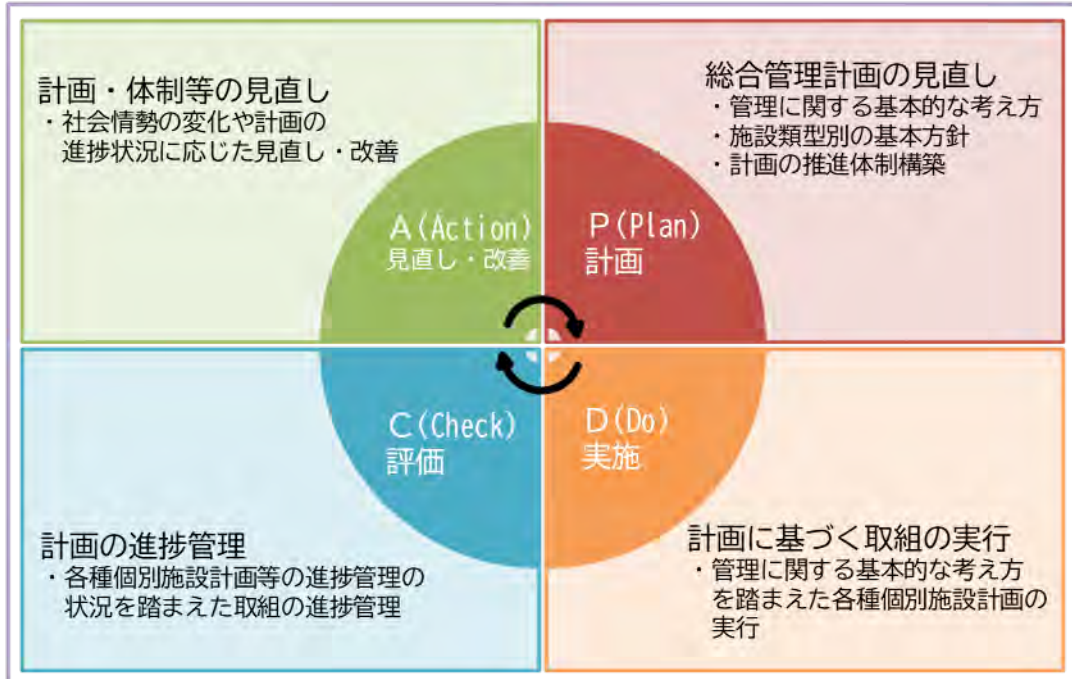 計画・体制等の見直し
・社会情勢の変化や計画の
進捗状況に応じた見直し・改善
総合管理計画の見直し
・管理に関する基本的な考え方
・施設類型別の基本方針
・計画の推進体制構築
A(Action)
見直し・改善
P(Plan)
計画
C(Check)
評価
D(Do)
実施
計画の進捗管理
・各種個別施設計画等の進捗管理の
状況を踏まえた取組の進捗管理
計画に基づく取組の実行
・管理に関する基本的な考え方
を踏まえた各種個別施設計画の
実行